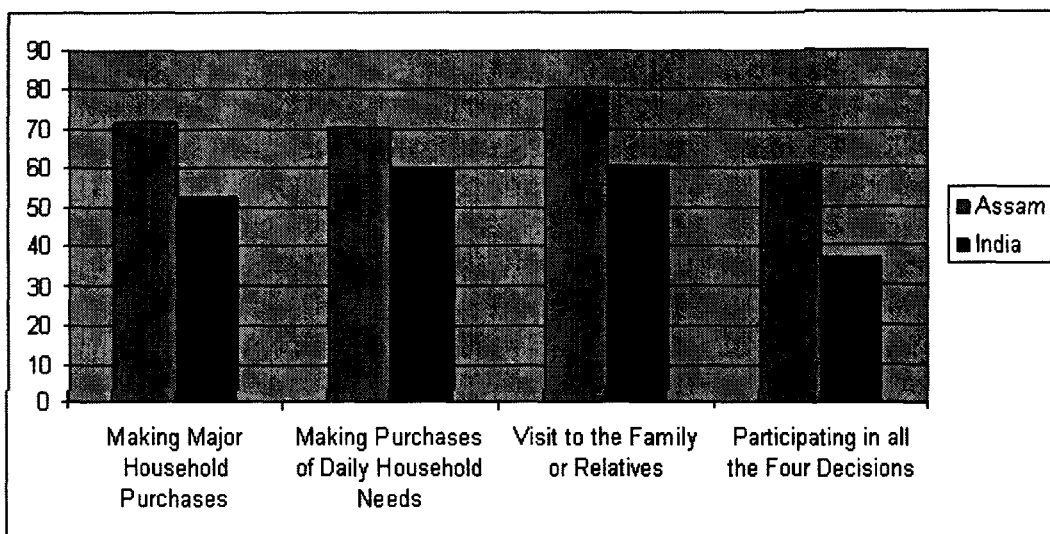 90
80
70
60
50
40
30
20
10
0
Making Major
Household
Purchases
Making Purchases
of Daily Household
Needs
Visit to the Family
or Relatives
Participating in all
the Four Decisions
Assam
India